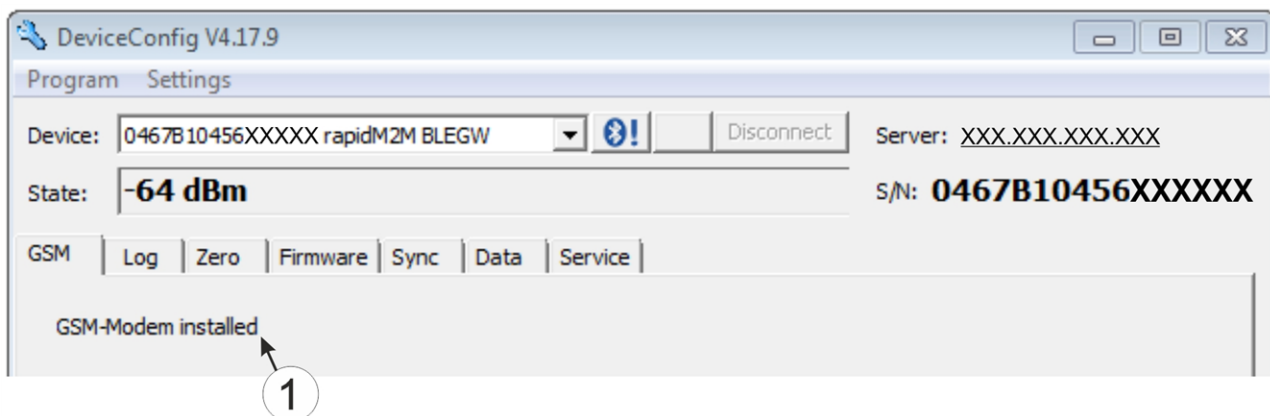 DeviceConfig V4.17.9
Program Settings
Device: 0467B10456XXXXX rapidM2M BLEGW Disconnect Server: XXX.XXX.XXX.XXX
State: -64 dBm S/N: 0467B10456XXXXXX
GSM Log Zero Firmware Sync Data Service
GSM-Modem installed
1